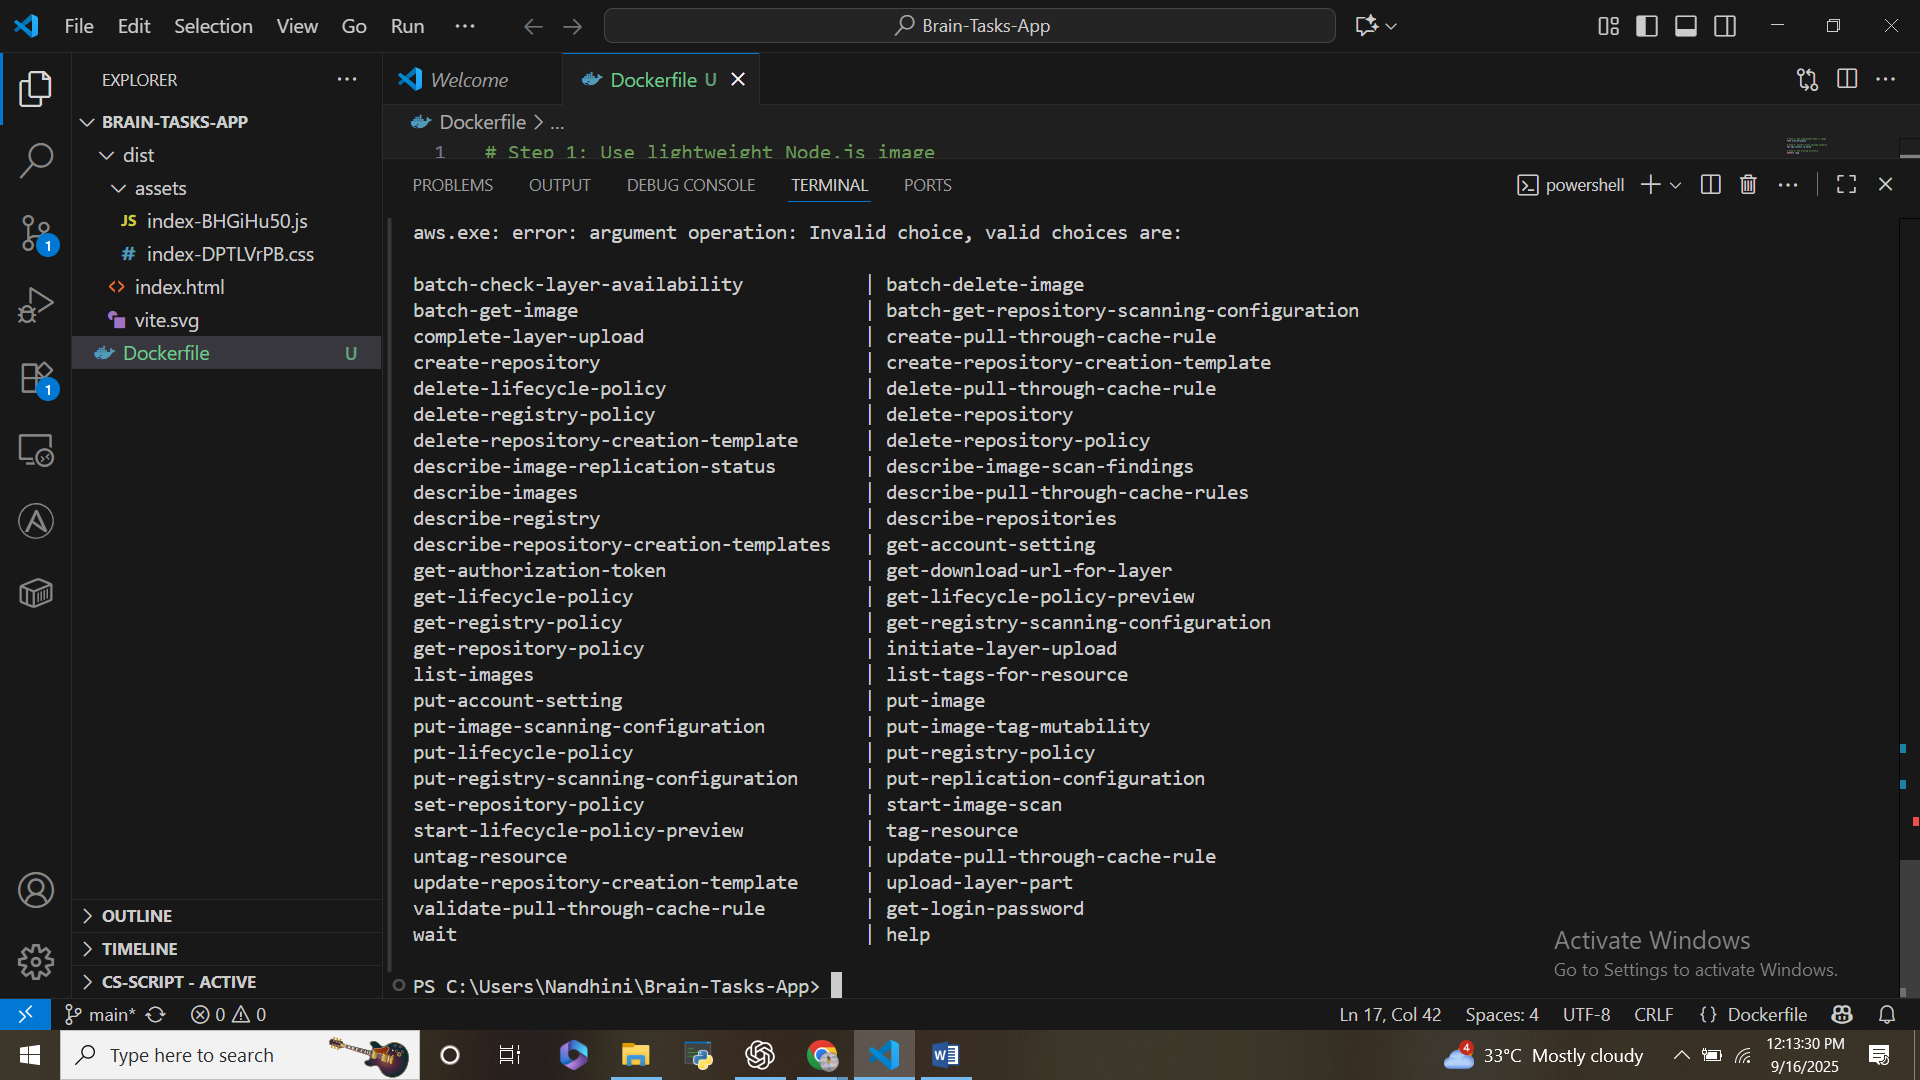 File Edit Selection View Go Run ···
Brain-Tasks-App
EXPLORER ···
BRAIN-TASKS-APP
dist
assets
JS index-BHGiHu50.js
# index-DPTLVrPB.css
<> index.html
vite.svg
Dockerfile U
OUTLINE
TIMELINE
CS-SCRIPT - ACTIVE
1
1
Welcome
Dockerfile U
Dockerfile > ...
1 # Step 1: Use lightweight Node.js image
PROBLEMS OUTPUT DEBUG CONSOLE TERMINAL PORTS
powershell
aws.exe: error: argument operation: Invalid choice, valid choices are:
batch-check-layer-availability | batch-delete-image
batch-get-image | batch-get-repository-scanning-configuration
complete-layer-upload | create-pull-through-cache-rule
create-repository | create-repository-creation-template
delete-lifecycle-policy | delete-pull-through-cache-rule
delete-registry-policy | delete-repository
delete-repository-creation-template | delete-repository-policy
describe-image-replication-status | describe-image-scan-findings
describe-images | describe-pull-through-cache-rules
describe-registry | describe-repositories
describe-repository-creation-templates | get-account-setting
get-authorization-token | get-download-url-for-layer
get-lifecycle-policy | get-lifecycle-policy-preview
get-registry-policy | get-registry-scanning-configuration
get-repository-policy | initiate-layer-upload
list-images | list-tags-for-resource
put-account-setting | put-image
put-image-scanning-configuration | put-image-tag-mutability
put-lifecycle-policy | put-registry-policy
put-registry-scanning-configuration | put-replication-configuration
set-repository-policy | start-image-scan
start-lifecycle-policy-preview | tag-resource
untag-resource | update-pull-through-cache-rule
update-repository-creation-template | upload-layer-part
validate-pull-through-cache-rule | get-login-password
wait | help
PS C:\Users\Nandhini\Brain-Tasks-App>
Activate Windows
Go to Settings to activate Windows.
main* 0 0
Ln 17, Col 42 Spaces: 4 UTF-8 CRLF {} Dockerfile
Type here to search
4 33°C Mostly cloudy
12:13:30 PM
9/16/2025